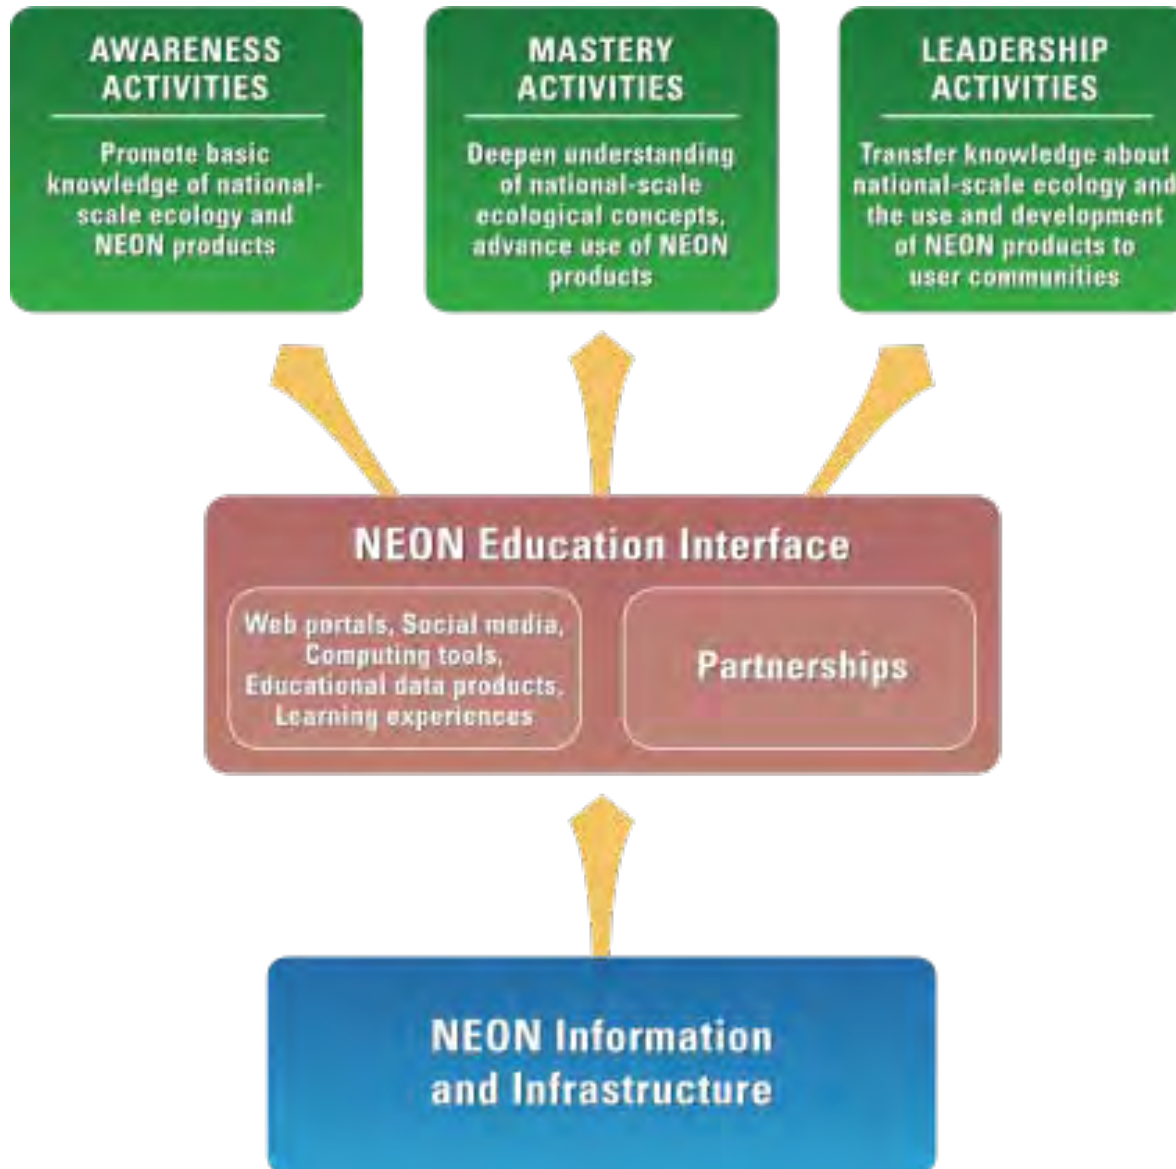 AWARENESS
ACTIVITIES
Promote basic
knowledge of national-
scale ecology and
NEON products
MASTERY
ACTIVITIES
Deepen understanding
of national-scale
ecological concepts,
advance use of NEON
products
LEADERSHIP
ACTIVITIES
Transfer knowledge about
national-scale ecology and
the use and development
of NEON products to
user communities
NEON Education Interface
Web portals, Social media,
Computing tools,
Educational data products,
Learning experiences
Partnerships
NEON Information
and Infrastructure